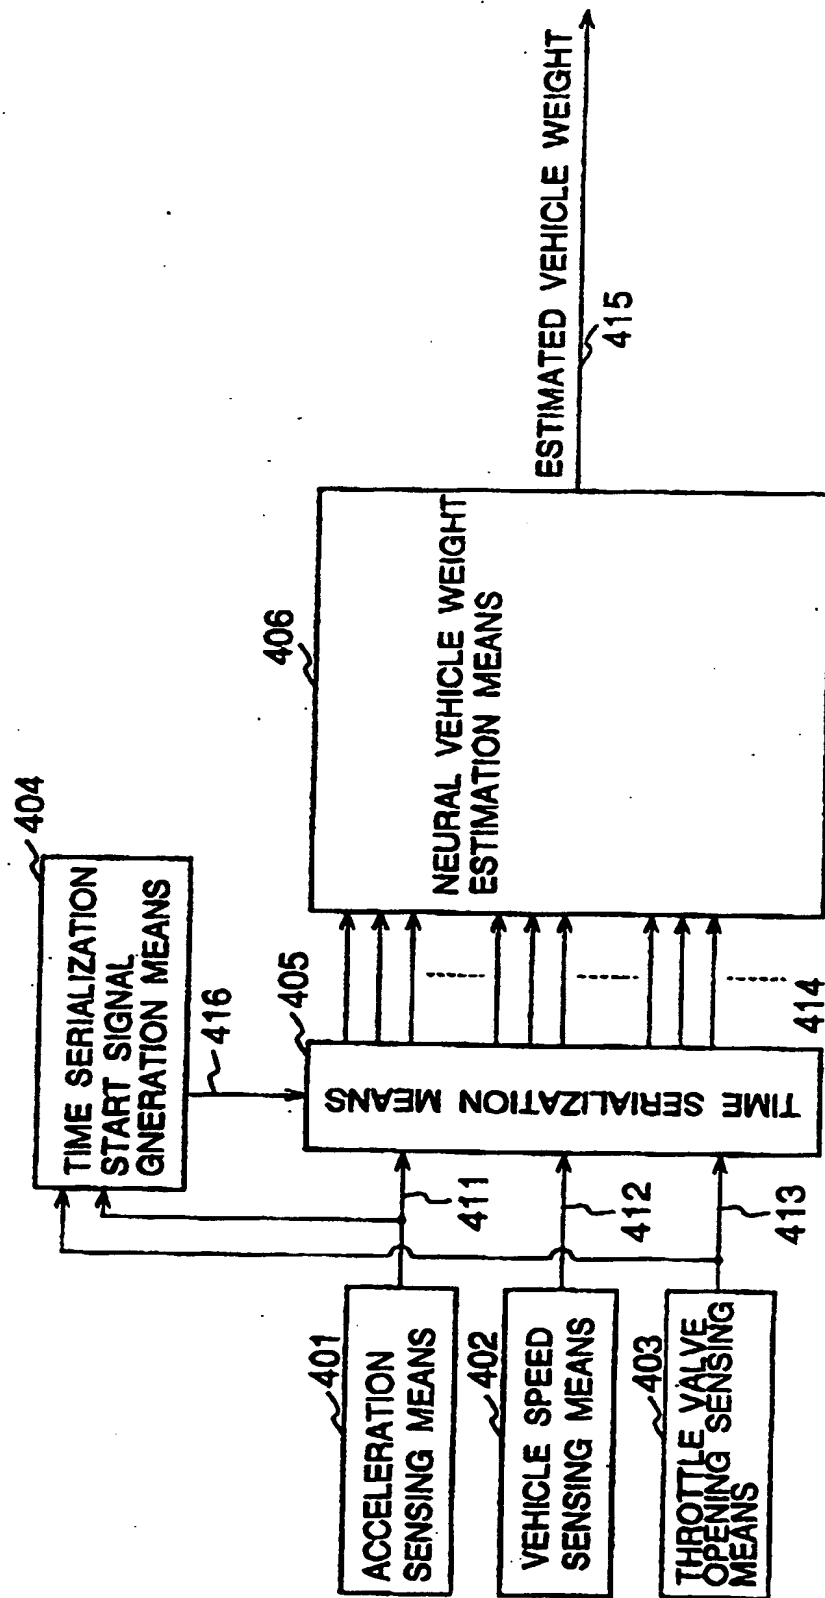 404
TIME SERIALIZATION
START SIGNAL
GNERATION MEANS
416
401
ACCELERATION
SENSING MEANS
411
402
VEHICLE SPEED
SENSING MEANS
412
403
THROTTLE VALVE
OPENING SENSING
MEANS
413
405
TIME SERIALIZATION MEANS
414
406
NEURAL VEHICLE WEIGHT
ESTIMATION MEANS
ESTIMATED VEHICLE WEIGHT
415